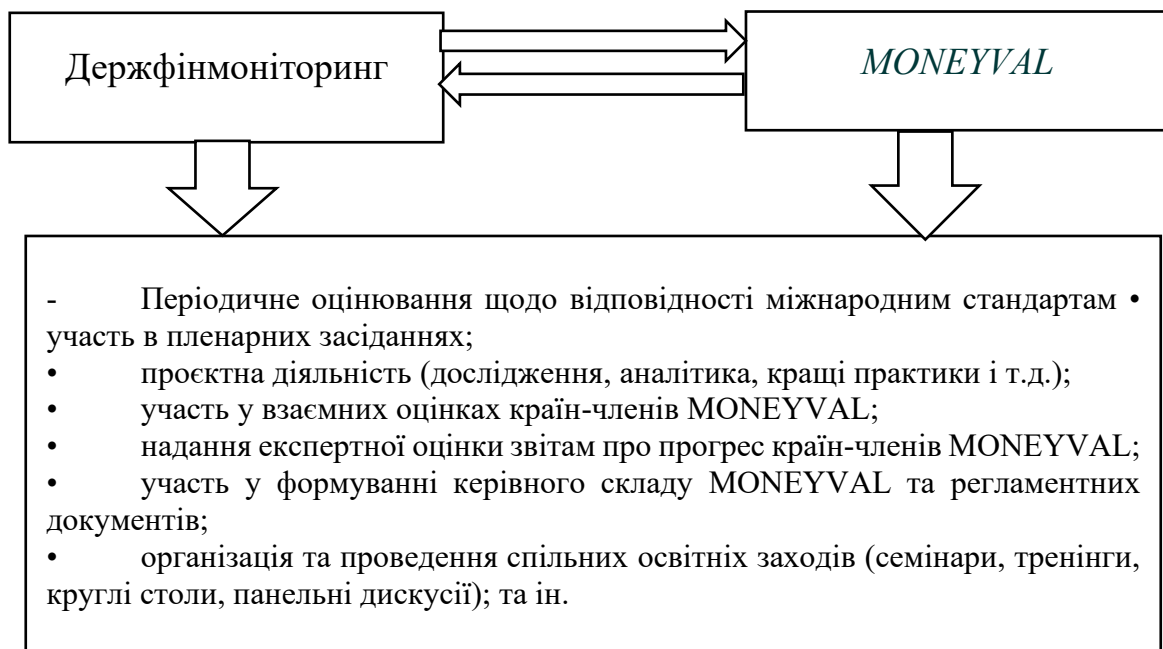 Держфінмоніторинг
MONEYVAL
- Періодичне оцінювання щодо відповідності міжнародним стандартам •
участь в пленарних засіданнях;
• проєктна діяльність (дослідження, аналітика, кращі практики і т.д.);
• участь у взаємних оцінках країн-членів MONEYVAL;
• надання експертної оцінки звітам про прогрес країн-членів MONEYVAL;
• участь у формуванні керівного складу MONEYVAL та регламентних
документів;
• організація та проведення спільних освітніх заходів (семінари, тренінги,
круглі столи, панельні дискусії); та ін.